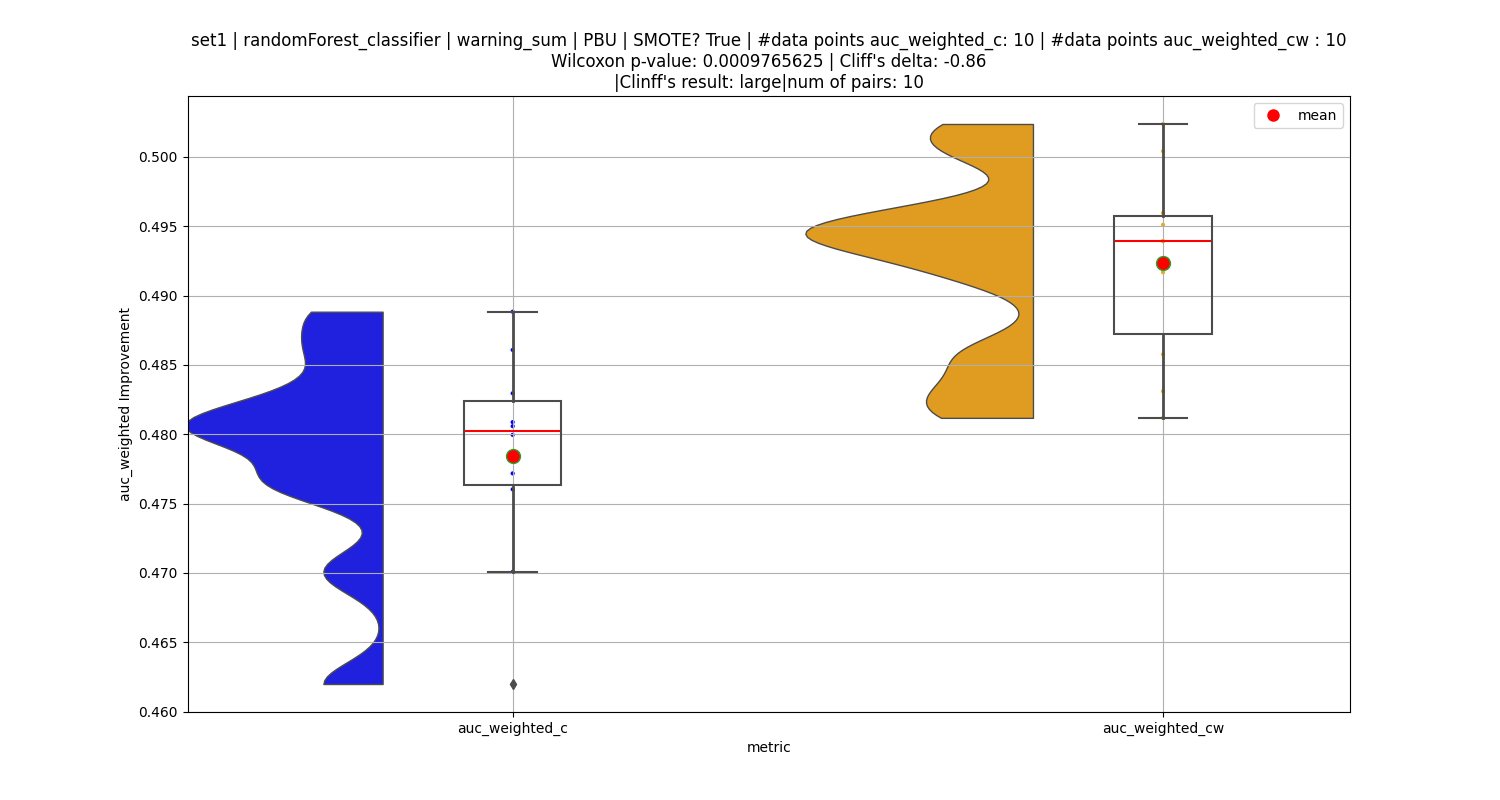 set1 | randomForest_classifier | warning_sum | PBU | SMOTE? True | #data points auc_weighted_c: 10 | #data points auc_weighted_cw : 10
Wilcoxon p-value: 0.0009765625 | Cliff's delta: -0.86
|Clinff's result: large|num of pairs: 10
mean
0.500
0.495
0.490
0.485
0.480
0.475
0.470
0.465
0.460
auc_weighted Improvement
auc_weighted_c
auc_weighted_cw
metric